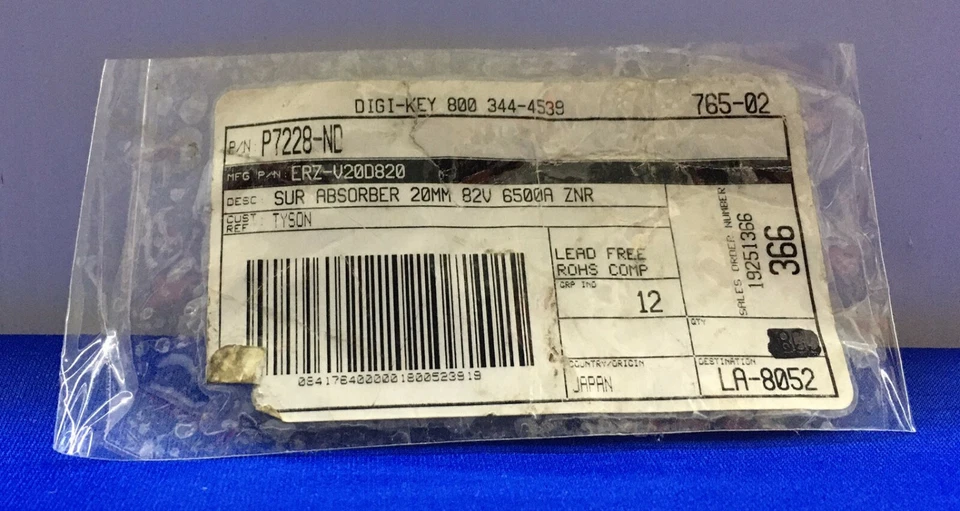 DIGI-KEY 800 344-4539
765-02
P/N: P7228-ND
MFG P/N: ERZ-V20D820
DESC: SUR ABSORBER 20MM 82V 6500A ZNR
CUST REF: TYSON
SALES ORDER NUMBER
19251366
366
LEAD FREE
ROHS COMP
GRP IND
12
QTY
0841764000001800523919
COUNTRY/ORIGIN
JAPAN
DESTINATION
LA-8052